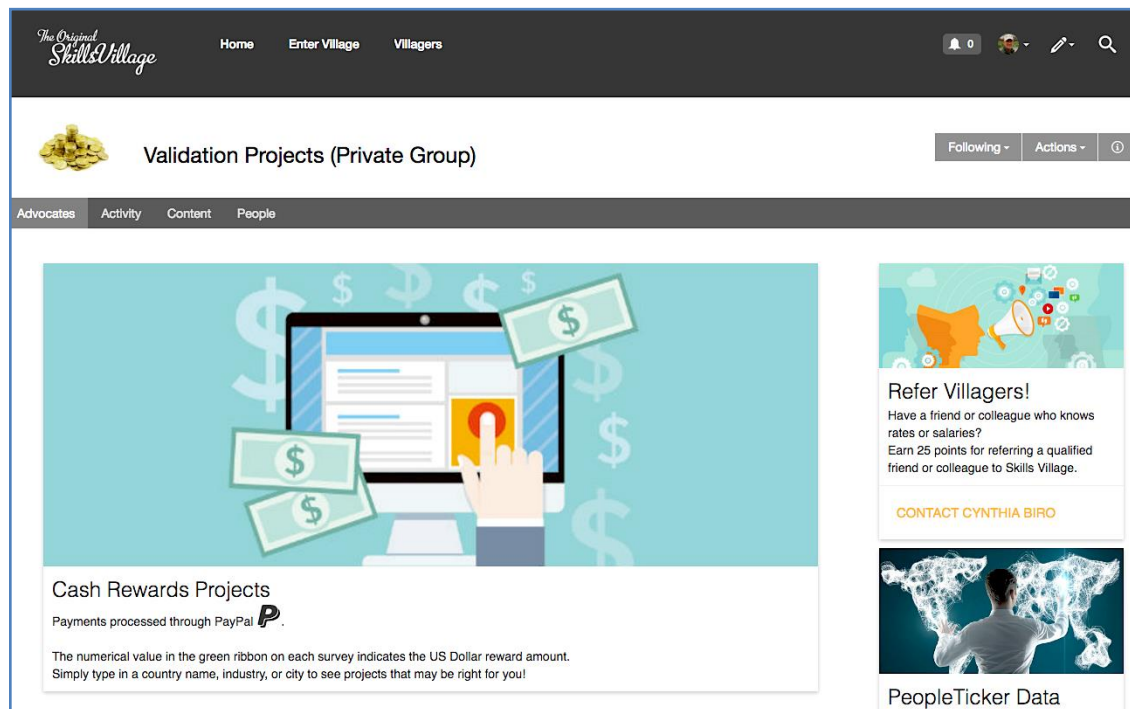 The Original
SkillsVillage
Home Enter Village Villagers
0
Validation Projects (Private Group)
Following Actions
Advocates Activity Content People
Cash Rewards Projects
Payments processed through PayPal P.
The numerical value in the green ribbon on each survey indicates the US Dollar reward amount.
Simply type in a country name, industry, or city to see projects that may be right for you!
Refer Villagers!
Have a friend or colleague who knows
rates or salaries?
Earn 25 points for referring a qualified
friend or colleague to Skills Village.
CONTACT CYNTHIA BIRO
PeopleTicker Data